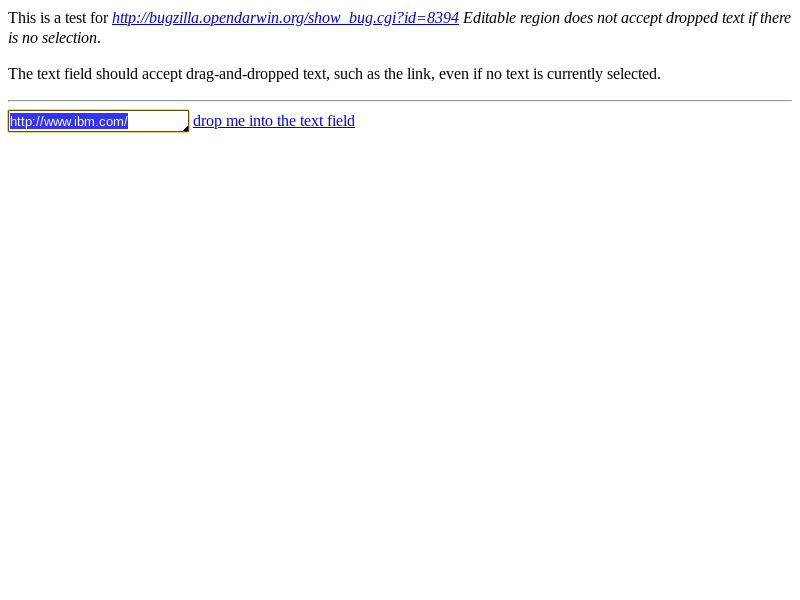 This is a test for http://bugzilla.opendarwin.org/show_bug.cgi?id=8394 Editable region does not accept dropped text if there
is no selection.
The text field should accept drag-and-dropped text, such as the link, even if no text is currently selected.
http://www.ibm.com/ drop me into the text field